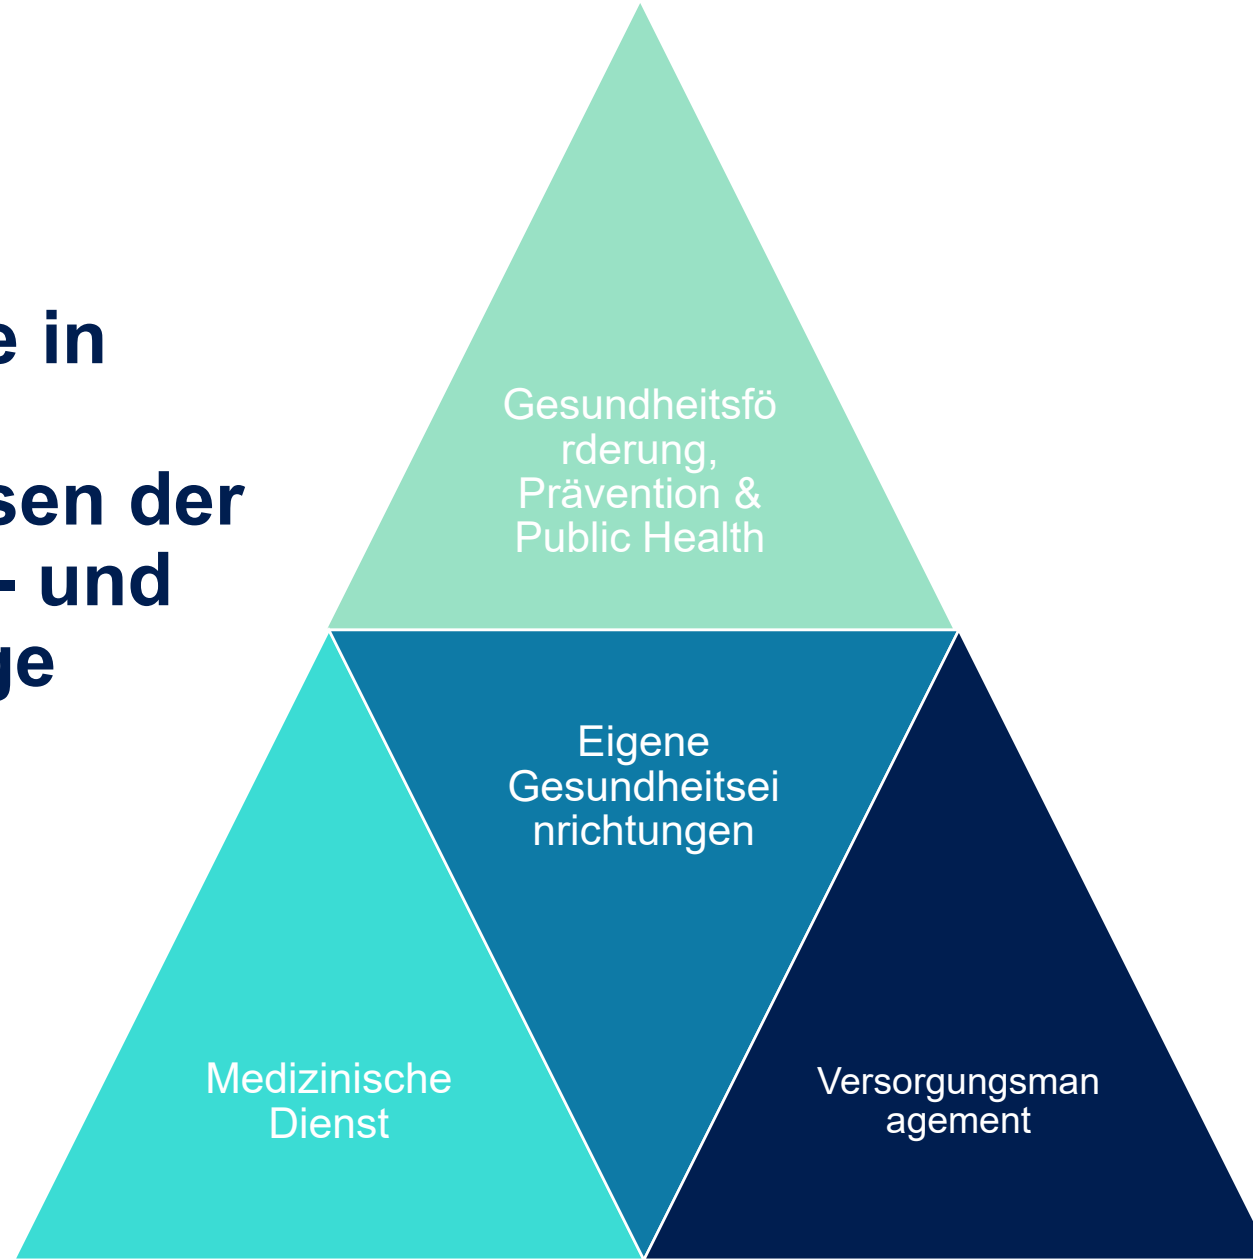 e in
sen der
- und
ge
Gesundheitsfö
rderung,
Prävention &
Public Health
Eigene
Gesundheitsei
nrichtungen
Medizinische
Dienst
Versorgungsman
agement